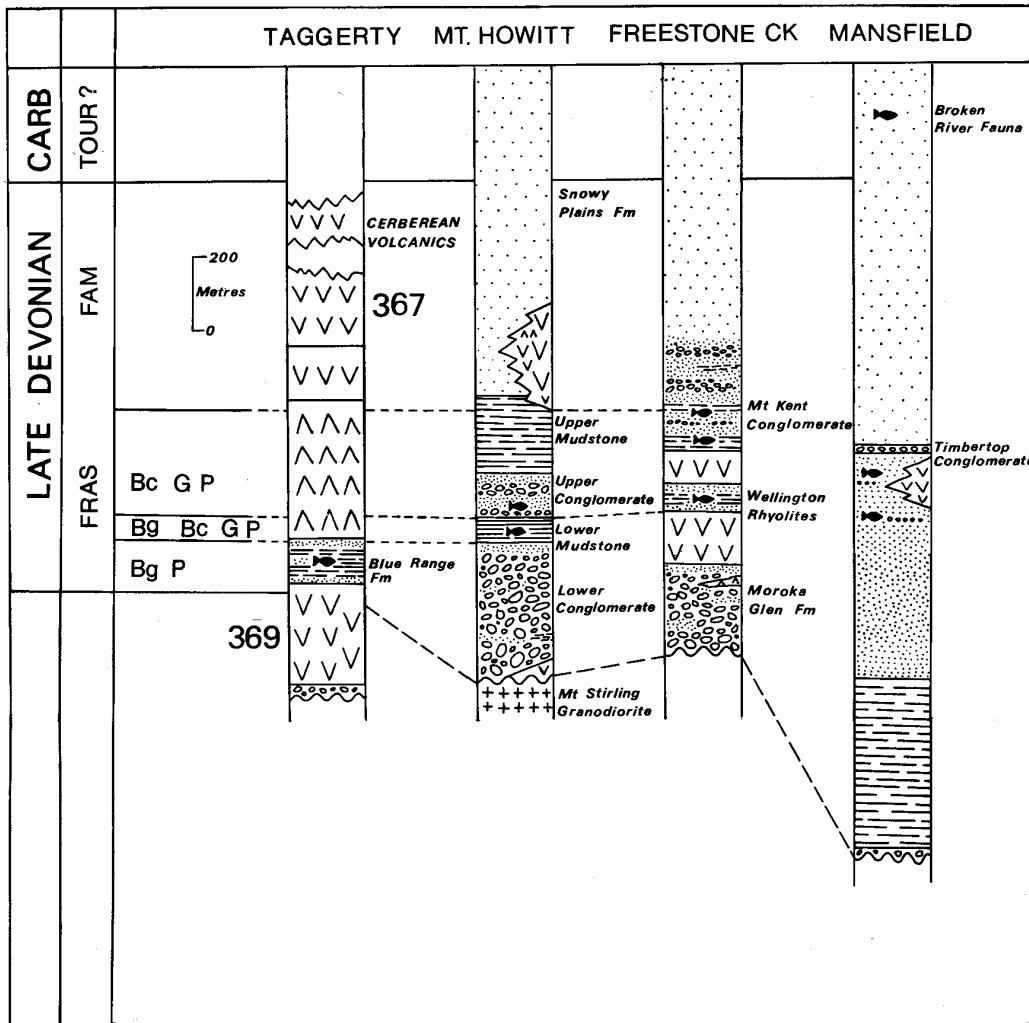 TAGGERTY MT. HOWITT FREESTONE CK MANSFIELD
CARB
TOUR?
LATE DEVONIAN
FAM
FRAS
Broken
River Fauna
Snowy
Plains Fm
CERBEREAN
VOLCANICS
200
Metres
0
367
Mt Kent
Conglomerate
Upper
Mudstone
Timbertop
Conglomerate
Bc G P
Upper
Conglomerate
Wellington
Rhyolites
Bg Bc G P
Lower
Mudstone
Bg P
Blue Range
Fm
Lower
Conglomerate
Moroka
Glen Fm
369
Mt Stirling
Granodiorite